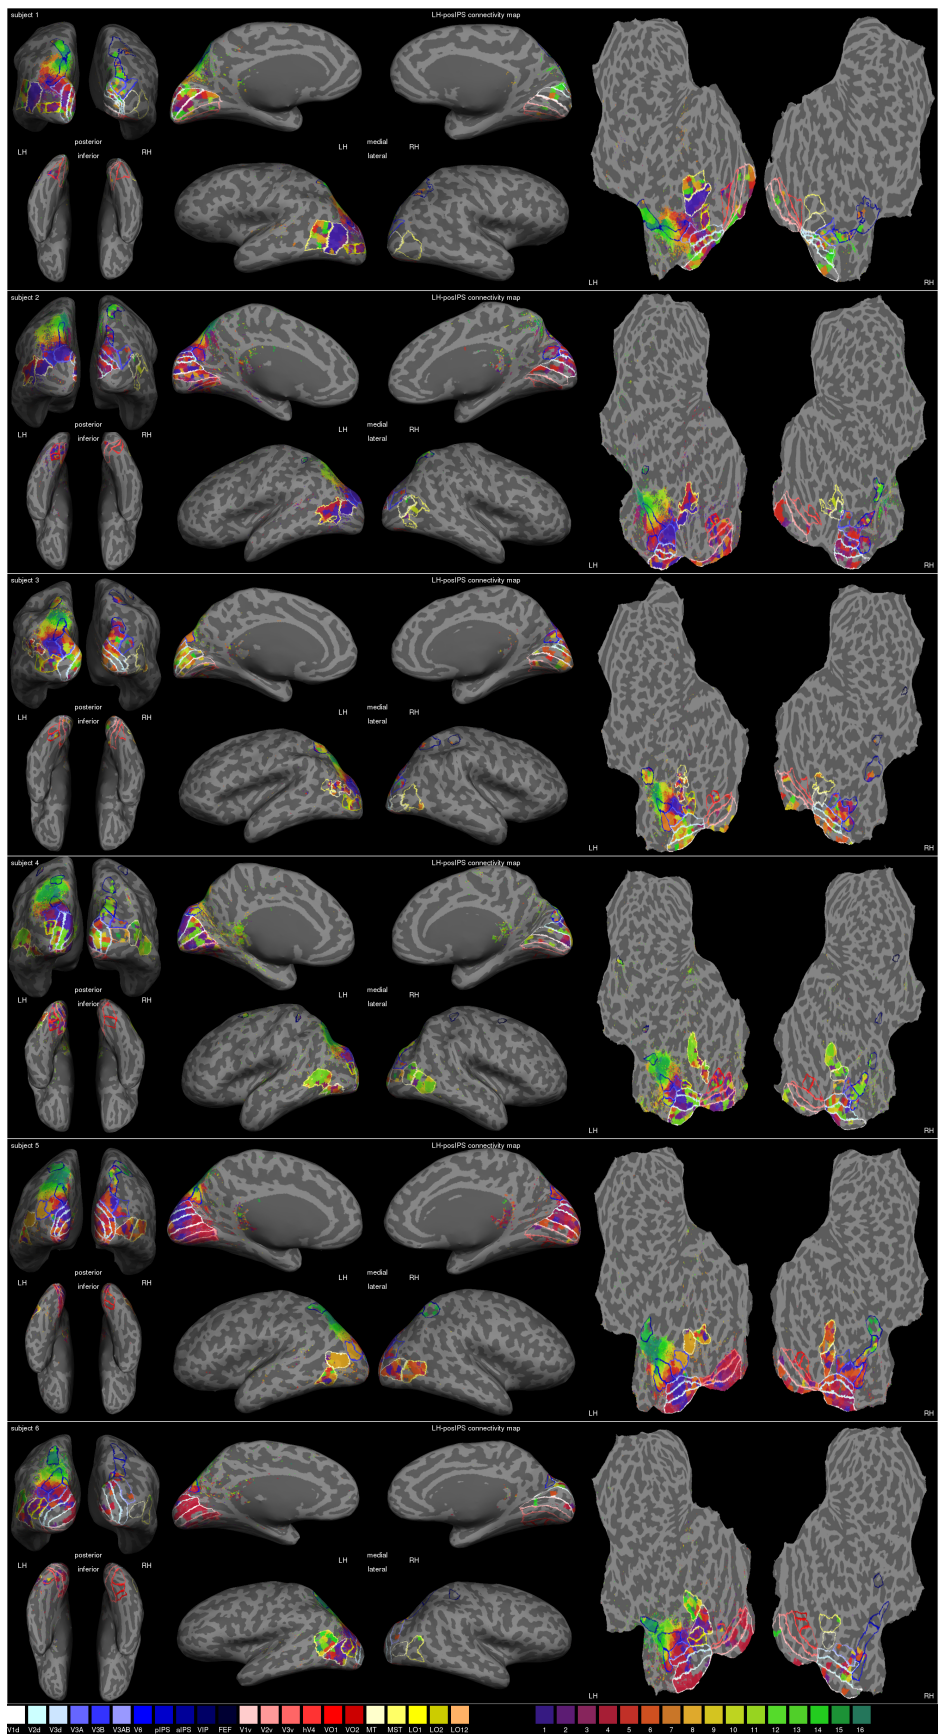 subject 1
LH-posIPS connectivity map
posterior
LH
inferior
RH
medial
LH
RH
lateral
LH
RH
subject 2
LH-posIPS connectivity map
posterior
LH
inferior
RH
medial
LH
RH
lateral
LH
RH
subject 3
LH-posIPS connectivity map
posterior
LH
inferior
RH
medial
LH
RH
lateral
LH
RH
subject 4
LH-posIPS connectivity map
posterior
LH
inferior
RH
medial
LH
RH
lateral
LH
RH
subject 5
LH-posIPS connectivity map
posterior
LH
inferior
RH
medial
LH
RH
lateral
LH
RH
subject 6
LH-posIPS connectivity map
posterior
LH
inferior
RH
medial
LH
RH
lateral
LH
RH
V1d V2d V3d V3A V3B V3AB V6 pIPS aIPS VIP FEF V1v V2v V3v hV4 VO1 VO2 MT MST LO1 LO2 LO12 1 2 3 4 5 6 7 8 9 10 11 12 13 14 15 16